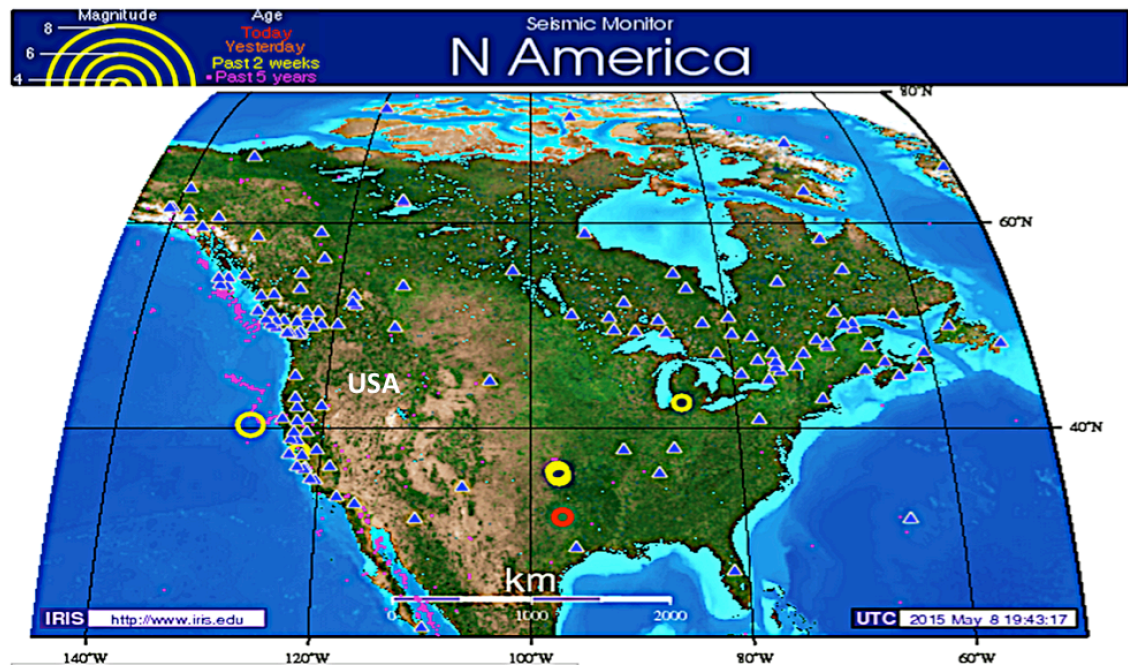 Magnitude
8
6
4
Age
Today
Yesterday
Past 2 weeks
Past 5 years
Seismic Monitor
N America
80°N
60°N
USA
40°N
km
0 1000 2000
IRIS http://www.iris.edu
UTC 2015 May 8 19:43:17
140°W 120°W 100°W 80°W 60°W